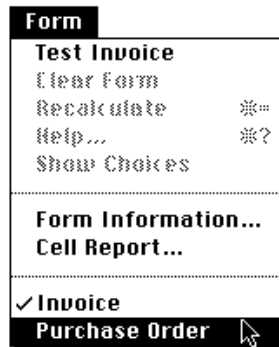 Form
Test Invoice
Clear Form
Recalculate ⌘=
Help... ⌘?
Show Choices
Form Information...
Cell Report...
✓Invoice
Purchase Order